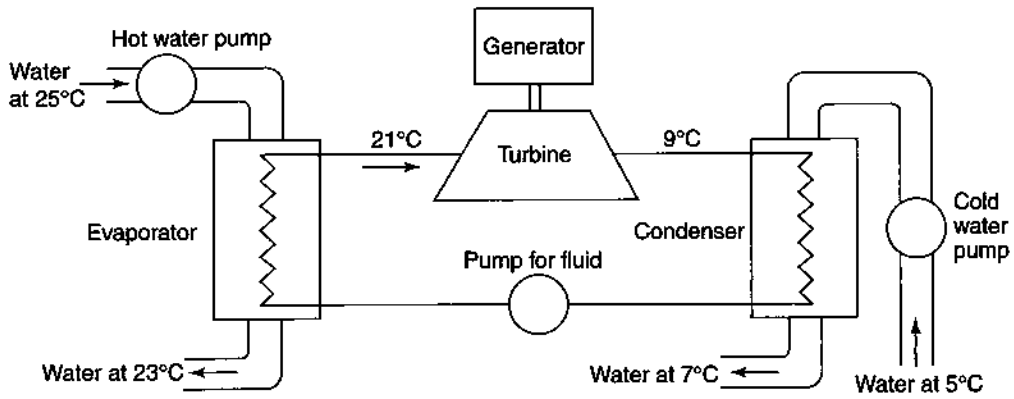 Hot water pump
Water
at 25°C
Generator
21°C
Turbine
9°C
Evaporator
Condenser
Cold
water
pump
Pump for fluid
Water at 23°C
Water at 7°C
Water at 5°C